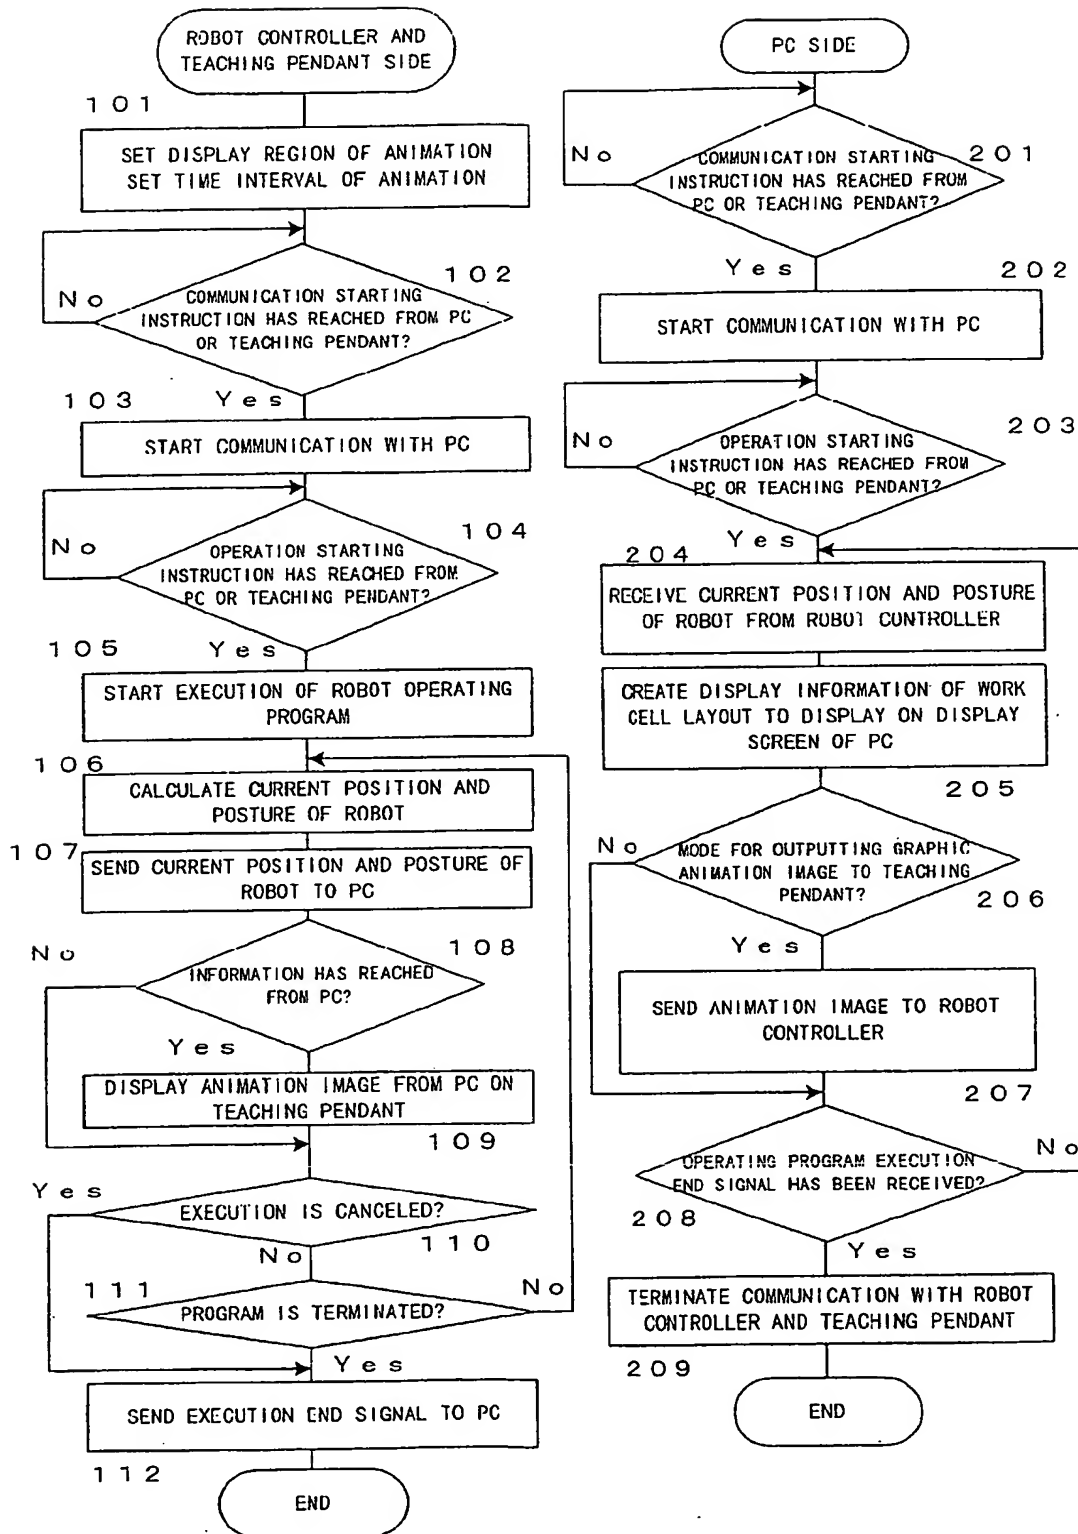 ROBOT CONTROLLER AND
TEACHING PENDANT SIDE
101
SET DISPLAY REGION OF ANIMATION
SET TIME INTERVAL OF ANIMATION
102
No
COMMUNICATION STARTING
INSTRUCTION HAS REACHED FROM PC
OR TEACHING PENDANT?
103
Yes
START COMMUNICATION WITH PC
104
No
OPERATION STARTING
INSTRUCTION HAS REACHED FROM
PC OR TEACHING PENDANT?
105
Yes
START EXECUTION OF ROBOT OPERATING
PROGRAM
106
CALCULATE CURRENT POSITION AND
POSTURE OF ROBOT
107
SEND CURRENT POSITION AND POSTURE OF
ROBOT TO PC
108
No
INFORMATION HAS REACHED
FROM PC?
Yes
DISPLAY ANIMATION IMAGE FROM PC ON
TEACHING PENDANT
109
Yes
EXECUTION IS CANCELED?
110
No
111
No
PROGRAM IS TERMINATED?
Yes
SEND EXECUTION END SIGNAL TO PC
112
END
PC SIDE
No
201
COMMUNICATION STARTING
INSTRUCTION HAS REACHED FROM
PC OR TEACHING PENDANT?
Yes
202
START COMMUNICATION WITH PC
203
No
OPERATION STARTING
INSTRUCTION HAS REACHED FROM
PC OR TEACHING PENDANT?
Yes
204
RECEIVE CURRENT POSITION AND POSTURE
OF ROBOT FROM ROBOT CONTROLLER
CREATE DISPLAY INFORMATION OF WORK
CELL LAYOUT TO DISPLAY ON DISPLAY
SCREEN OF PC
205
No
MODE FOR OUTPUTTING GRAPHIC
ANIMATION IMAGE TO TEACHING
PENDANT?
206
Yes
SEND ANIMATION IMAGE TO ROBOT
CONTROLLER
207
No
OPERATING PROGRAM EXECUTION
END SIGNAL HAS BEEN RECEIVED?
208
Yes
TERMINATE COMMUNICATION WITH ROBOT
CONTROLLER AND TEACHING PENDANT
209
END